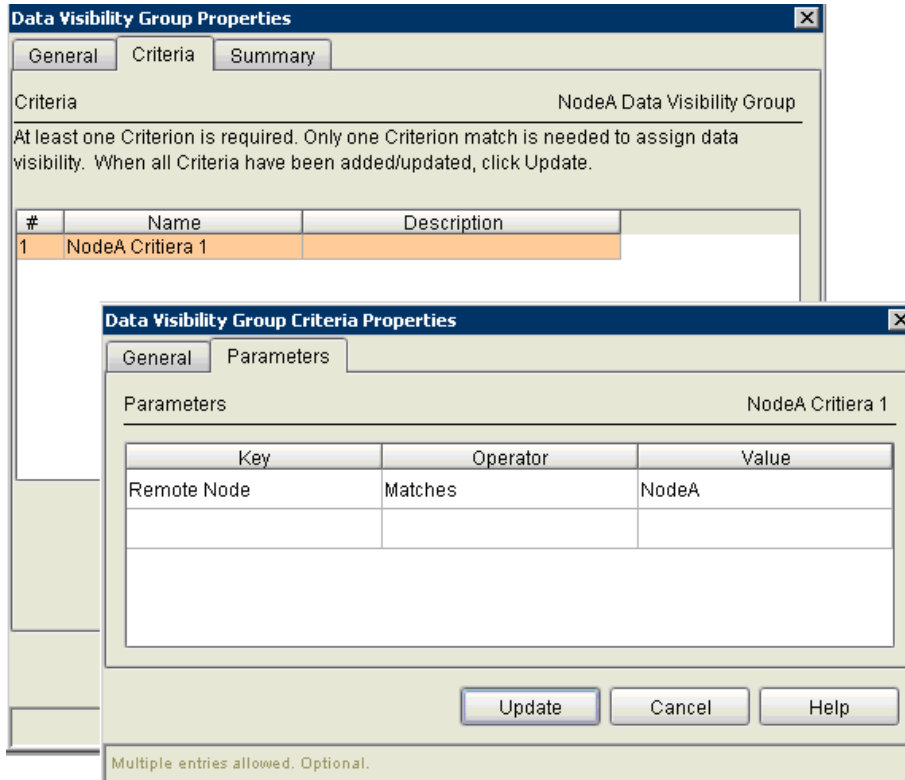 Data Visibility Group Properties
General Criteria Summary
Criteria NodeA Data Visibility Group
At least one Criterion is required. Only one Criterion match is needed to assign data
visibility. When all Criteria have been added/updated, click Update.
# Name Description
1 NodeA Critiera 1
Data Visibility Group Criteria Properties
General Parameters
Parameters NodeA Critiera 1
Key Operator Value
Remote Node Matches NodeA
Update Cancel Help
Multiple entries allowed. Optional.